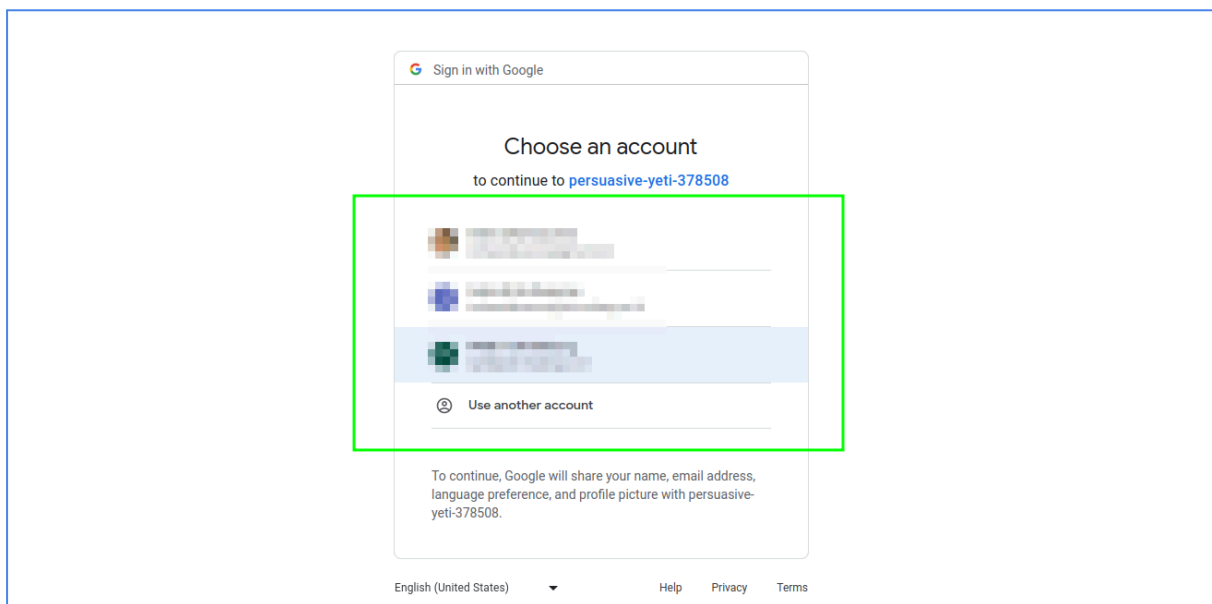 Sign in with Google
Choose an account
to continue to persuasive-yeti-378508
Use another account
To continue, Google will share your name, email address,
language preference, and profile picture with persuasive-
yeti-378508.
English (United States) Help Privacy Terms